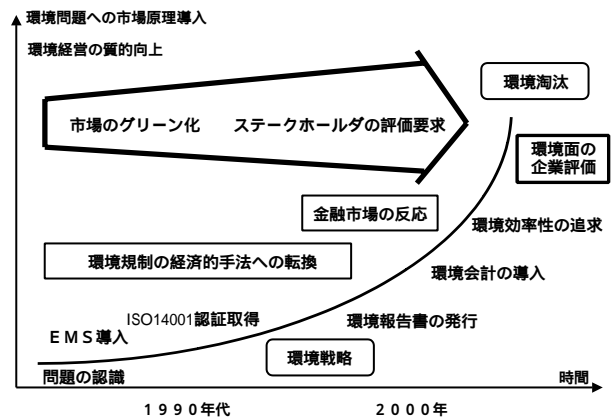 環境問題への市場原理導入
環境経営の質的向上
環境淘汰
市場のグリーン化 ステークホールダの評価要求
環境面の
企業評価
金融市場の反応
環境効率性の追求
環境規制の経済的手法への転換
環境会計の導入
ISO14001認証取得
環境報告書の発行
ＥＭＳ導入
環境戦略
問題の認識
時間
１９９０年代
２０００年